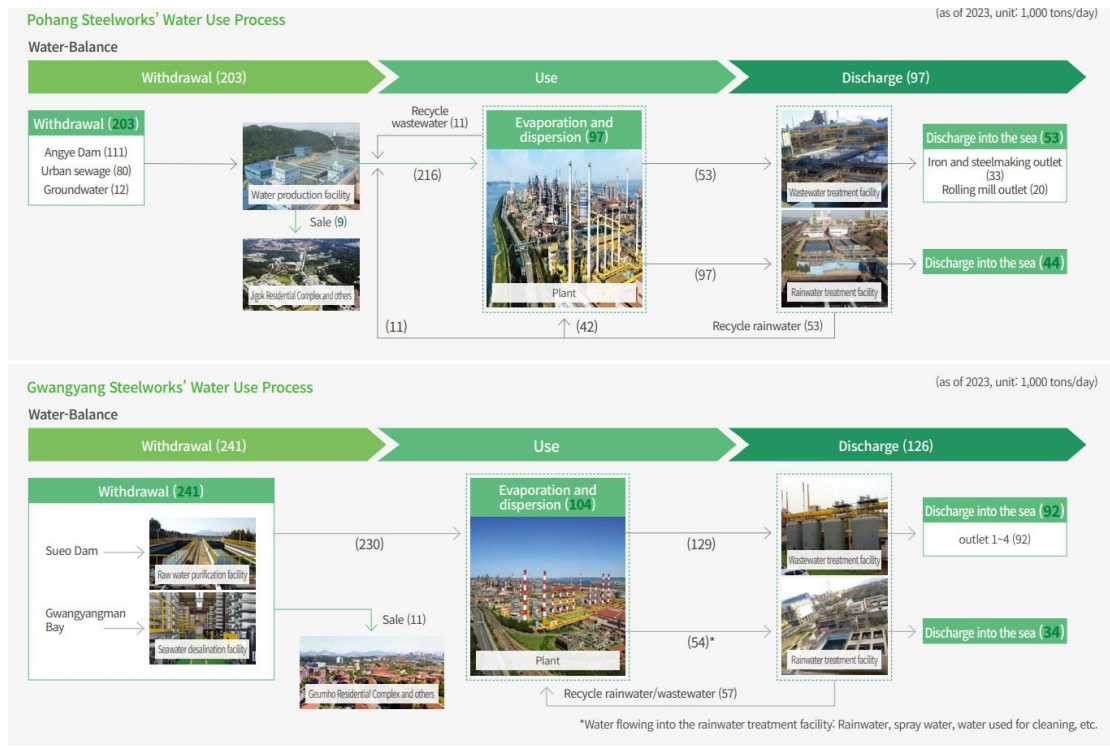 Pohang Steelworks’ Water Use Process
(as of 2023, unit: 1,000 tons/day)
Water-Balance
Withdrawal (203)
Use
Discharge (97)
Withdrawal (203)
Angye Dam (111)
Urban sewage (80)
Groundwater (12)
Water production facility
Sale (9)
Jigok Residential Complex and others
Recycle
wastewater (11)
(216)
Evaporation and
dispersion (97)
Plant
(53)
(97)
Wastewater treatment facility
Rainwater treatment facility
Discharge into the sea (53)
Iron and steelmaking outlet
(33)
Rolling mill outlet (20)
Discharge into the sea (44)
(11)
(42)
Recycle rainwater (53)
Gwangyang Steelworks’ Water Use Process
(as of 2023, unit: 1,000 tons/day)
Water-Balance
Withdrawal (241)
Use
Discharge (126)
Withdrawal (241)
Sueo Dam
Raw water purification facility
Gwangyangman
Bay
Seawater desalination facility
(230)
Sale (11)
Geumho Residential Complex and others
Evaporation and
dispersion (104)
Plant
(129)
(54)*
Wastewater treatment facility
Rainwater treatment facility
Discharge into the sea (92)
outlet 1~4 (92)
Discharge into the sea (34)
Recycle rainwater/wastewater (57)
*Water flowing into the rainwater treatment facility: Rainwater, spray water, water used for cleaning, etc.